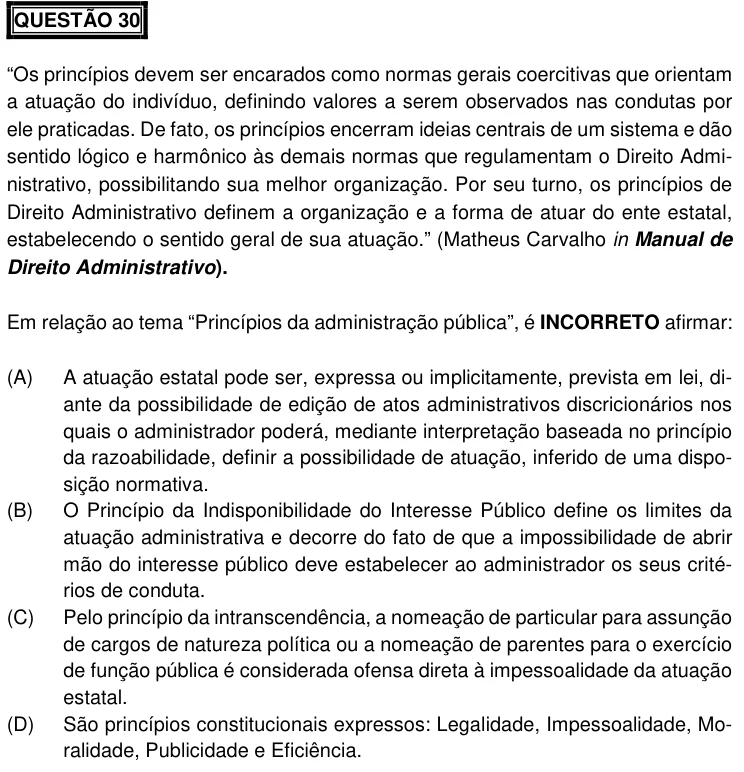 QUESTÃO 30
“Os princípios devem ser encarados como normas gerais coercitivas que orientam
a atuação do indivíduo, definindo valores a serem observados nas condutas por
ele praticadas. De fato, os princípios encerram ideias centrais de um sistema e dão
sentido lógico e harmônico às demais normas que regulamentam o Direito Admi-
nistrativo, possibilitando sua melhor organização. Por seu turno, os princípios de
Direito Administrativo definem a organização e a forma de atuar do ente estatal,
estabelecendo o sentido geral de sua atuação.” (Matheus Carvalho in Manual de
Direito Administrativo).
Em relação ao tema “Princípios da administração pública”, é INCORRETO afirmar:
(A) A atuação estatal pode ser, expressa ou implicitamente, prevista em lei, di-
ante da possibilidade de edição de atos administrativos discricionários nos
quais o administrador poderá, mediante interpretação baseada no princípio
da razoabilidade, definir a possibilidade de atuação, inferido de uma dispo-
sição normativa.
(B) O Princípio da Indisponibilidade do Interesse Público define os limites da
atuação administrativa e decorre do fato de que a impossibilidade de abrir
mão do interesse público deve estabelecer ao administrador os seus crité-
rios de conduta.
(C) Pelo princípio da intranscendência, a nomeação de particular para assunção
de cargos de natureza política ou a nomeação de parentes para o exercício
de função pública é considerada ofensa direta à impessoalidade da atuação
estatal.
(D) São princípios constitucionais expressos: Legalidade, Impessoalidade, Mo-
ralidade, Publicidade e Eficiência.